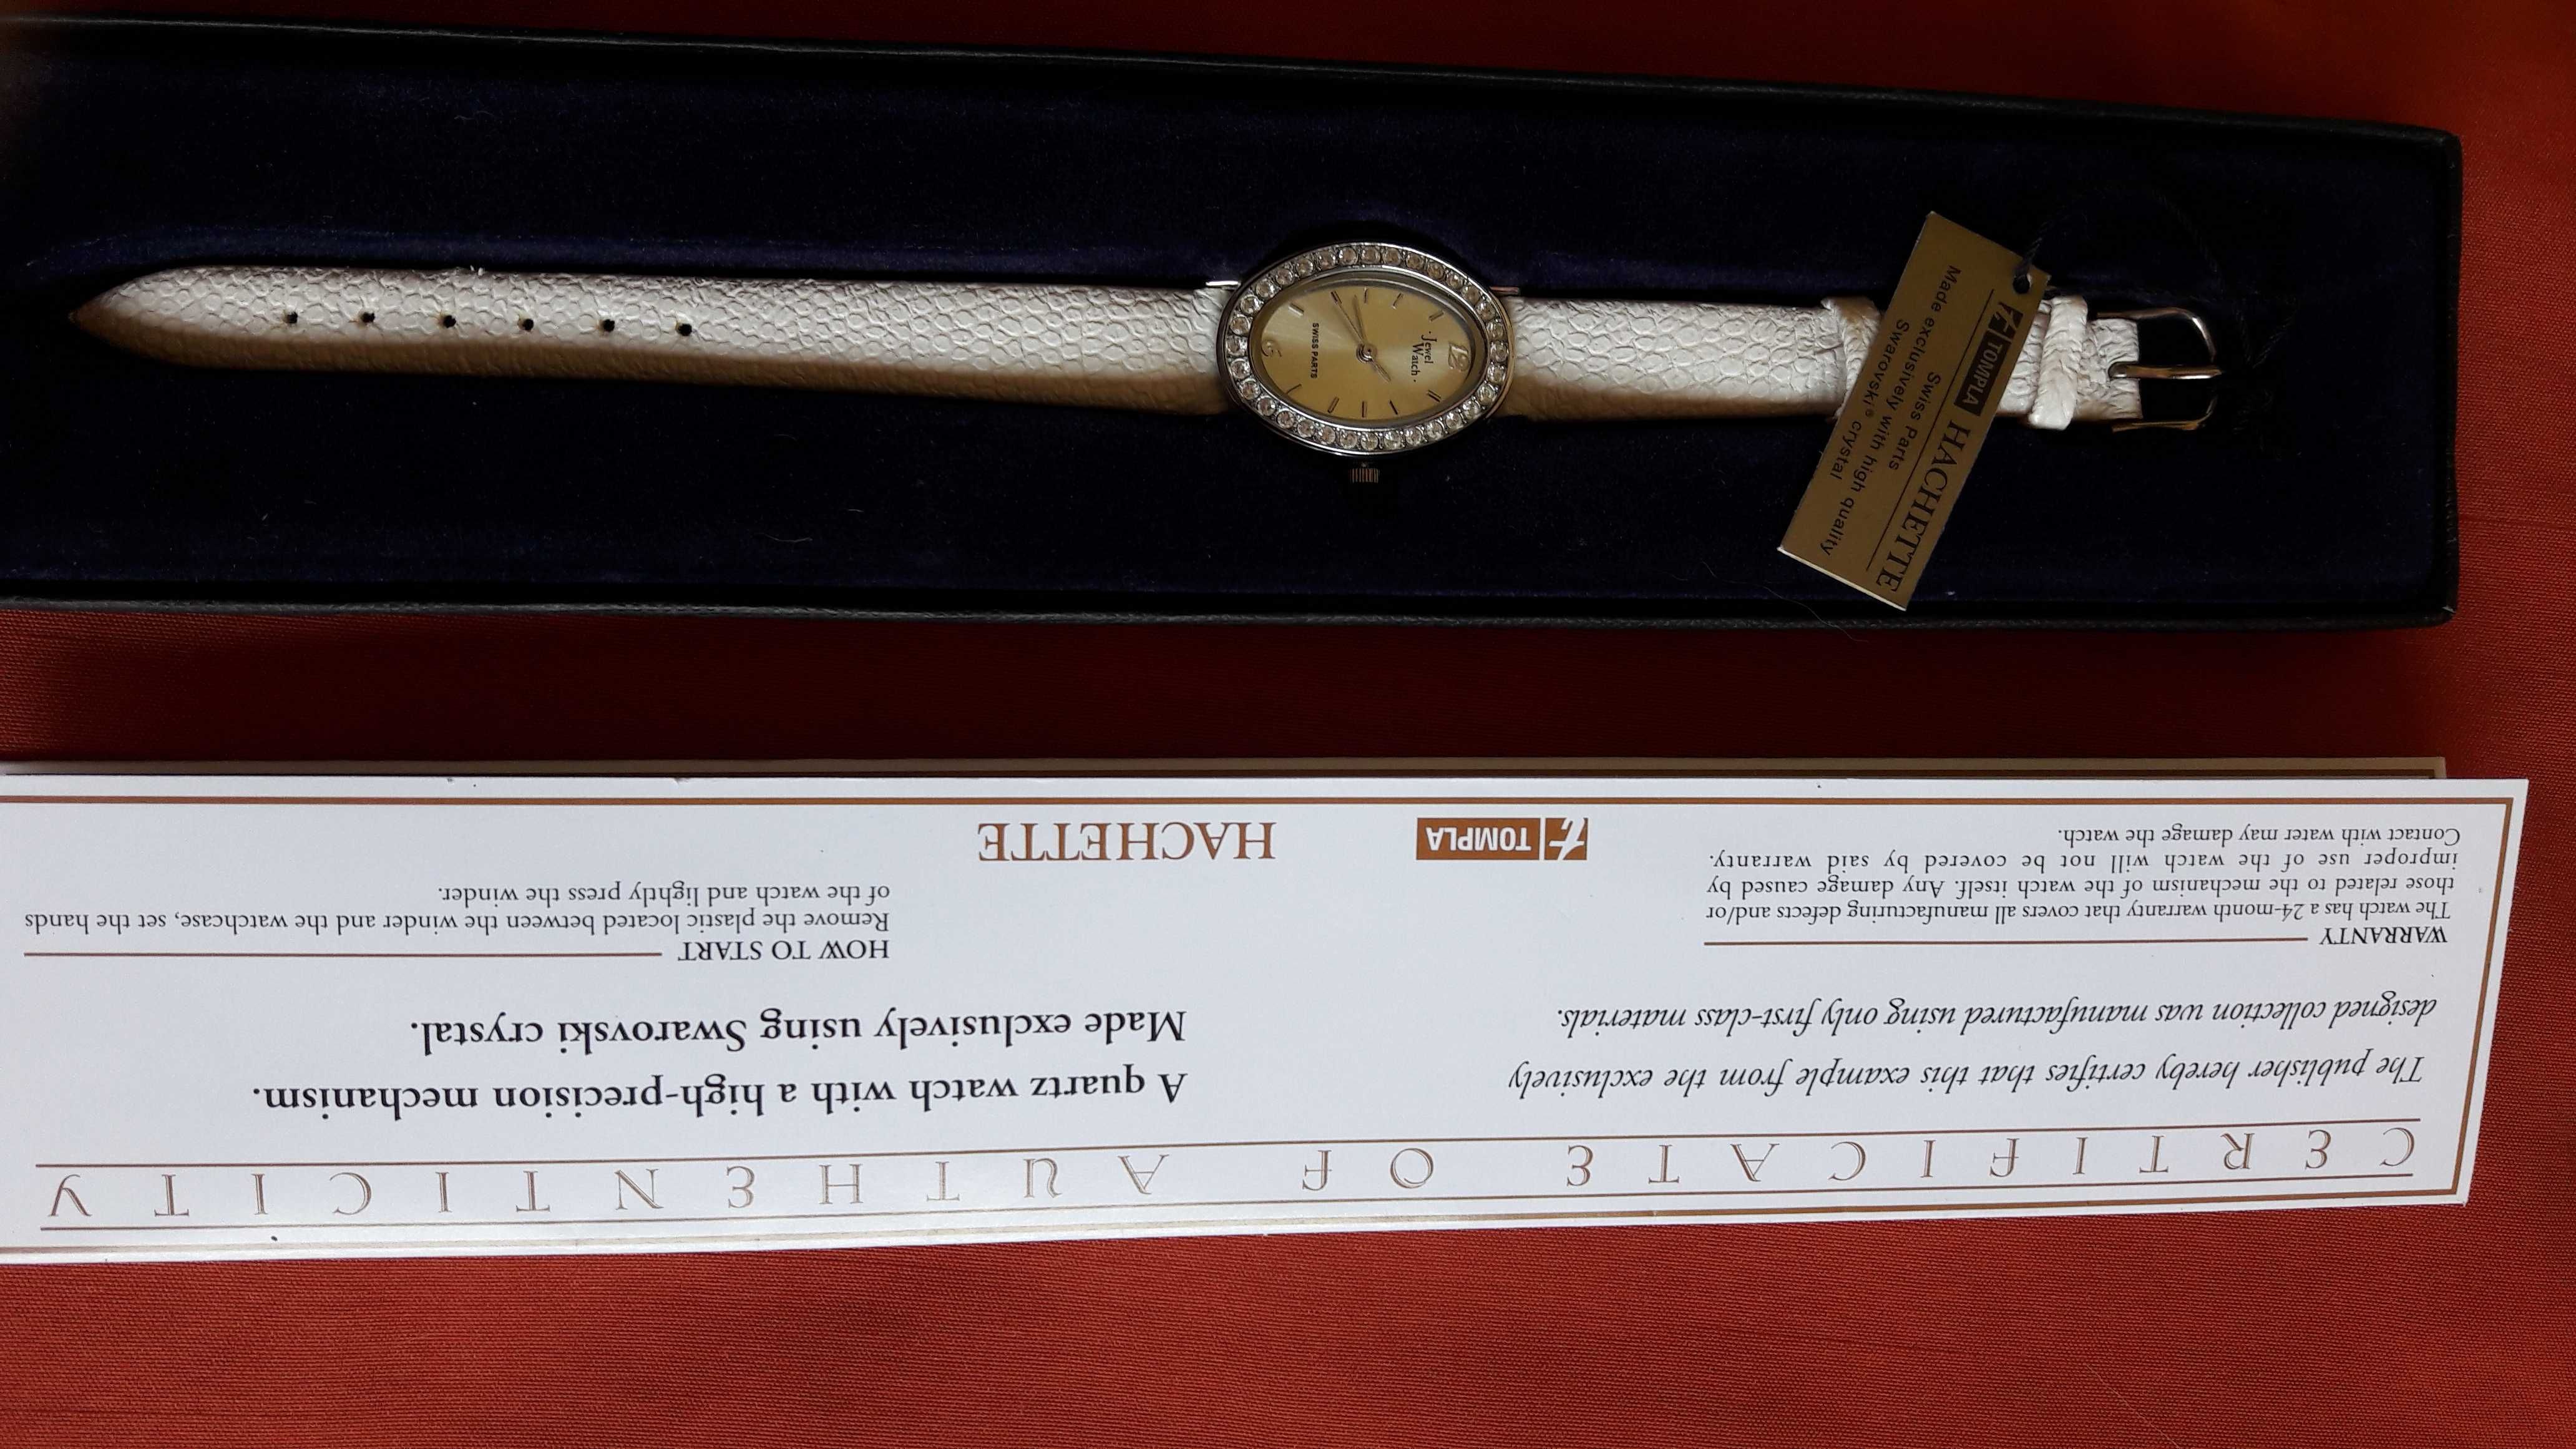 12
Jewel
Watch
SWISS PARTS
6
t TOMPLA HACHETTE
Swiss Parts
Made exclusively with high quality
Swarovski® crystal
CERTIFICATE OF AUTHENTICITY
The publisher hereby certifies that this example from the exclusively
designed collection was manufactured using only first-class materials.
A quartz watch with a high-precision mechanism.
Made exclusively using Swarovski crystal.
WARRANTY
The watch has a 24-month warranty that covers all manufacturing defects and/or
those related to the mechanism of the watch itself. Any damage caused by
improper use of the watch will not be covered by said warranty.
Contact with water may damage the watch.
HOW TO START
Remove the plastic located between the winder and the watchcase, set the hands
of the watch and lightly press the winder.
t TOMPLA
HACHETTE